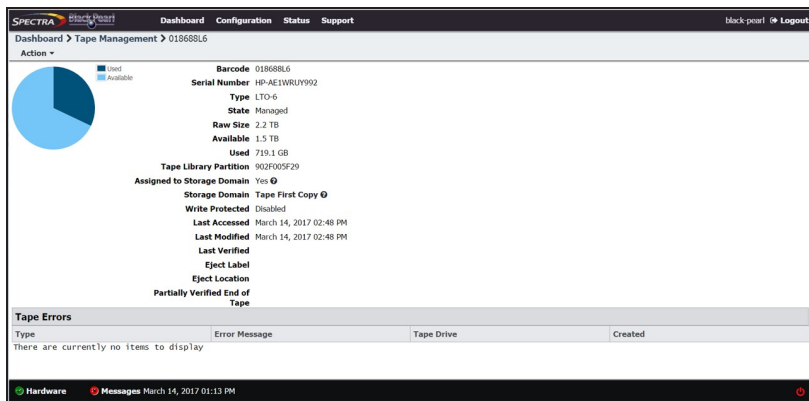 SPECTRA BlackPearl Dashboard Configuration Status Support black-pearl Logout
Dashboard > Tape Management > 018688L6
Action
Used
Available
Barcode 018688L6
Serial Number HP-AE1WRUY992
Type LTO-6
State Managed
Raw Size 2.2 TB
Available 1.5 TB
Used 719.1 GB
Tape Library Partition 902F005F29
Assigned to Storage Domain Yes
Storage Domain Tape First Copy
Write Protected Disabled
Last Accessed March 14, 2017 02:48 PM
Last Modified March 14, 2017 02:48 PM
Last Verified
Eject Label
Eject Location
Partially Verified End of
Tape
Tape Errors
Type Error Message Tape Drive Created
There are currently no items to display
Hardware Messages March 14, 2017 01:13 PM